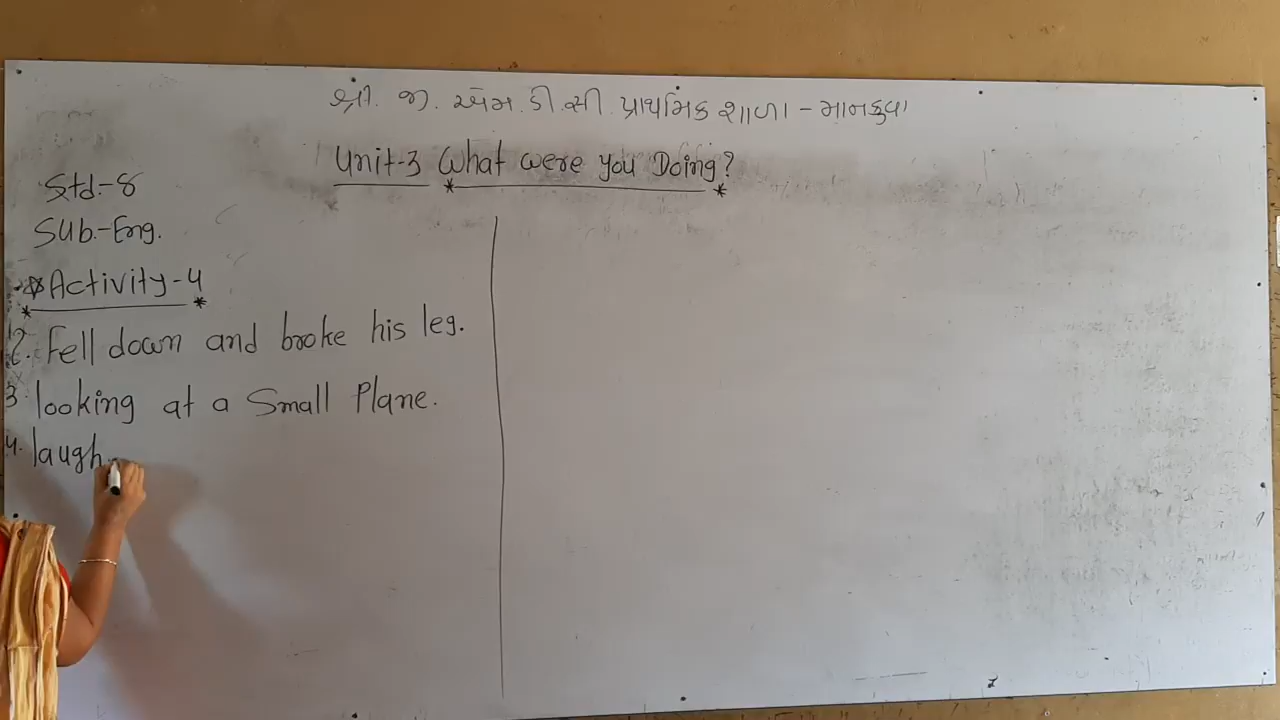 શ્રી. જી. એમ. ડી. સી. પ્રાથમિક શાળા - માનકુવા
Unit-3 What were you Doing?
Std.-8
Sub.-Eng.
Activity-4
2. Fell down and broke his leg.
3. looking at a Small Plane.
4. laugh